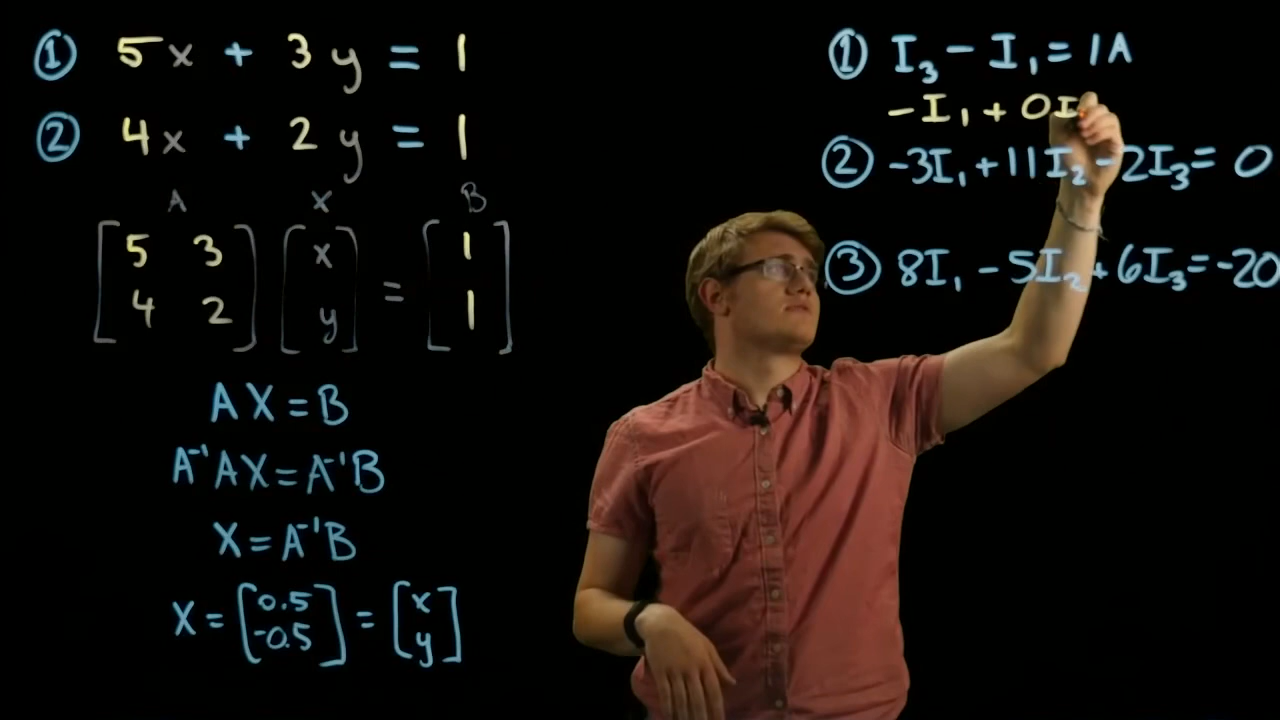 ① 5x + 3y = 1
② 4x + 2y = 1
A X B
[5 3
4 2] [x
y] = [1
1]
AX = B
A⁻¹AX = A⁻¹B
X = A⁻¹B
X = [0.5
-0.5] = [x
y]
① I₃ - I₁ = 1A
-I₁ + 0I
② -3I₁ + 11I₂ - 2I₃ = 0
③ 8I₁ - 5I₂ + 6I₃ = -20